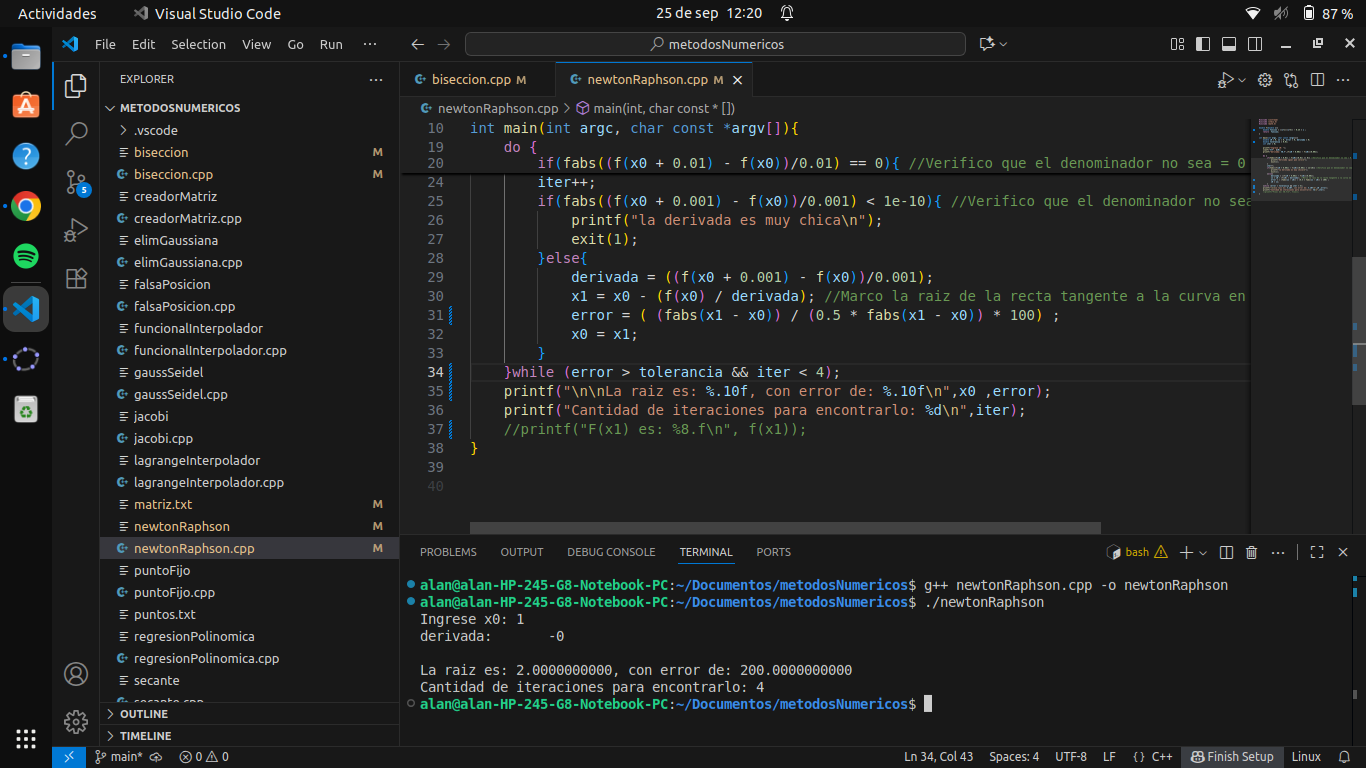 Actividades
Visual Studio Code
25 de sep 12:20
87 %
File Edit Selection View Go Run ···
metodosNumericos
EXPLORER
METODOSNUMERICOS
.vscode
biseccion M
biseccion.cpp M
creadorMatriz
creadorMatriz.cpp
elimGaussiana
elimGaussiana.cpp
falsaPosicion
falsaPosicion.cpp
funcionalInterpolador
funcionalInterpolador.cpp
gaussSeidel
gaussSeidel.cpp
jacobi
jacobi.cpp
lagrangeInterpolador
lagrangeInterpolador.cpp
matriz.txt M
newtonRaphson M
newtonRaphson.cpp M
puntoFijo
puntoFijo.cpp
puntos.txt
regresionPolinomica
regresionPolinomica.cpp
secante
secante.cpp
OUTLINE
TIMELINE
5
biseccion.cpp M
newtonRaphson.cpp M
newtonRaphson.cpp > main(int, char const * [])
10 int main(int argc, char const *argv[]){
19 do {
20 if(fabs((f(x0 + 0.01) - f(x0))/0.01) == 0){ //Verifico que el denominador no sea = 0
24 iter++;
25 if(fabs((f(x0 + 0.001) - f(x0))/0.001) < 1e-10){ //Verifico que el denominador no sea
26 printf("la derivada es muy chica\n");
27 exit(1);
28 }else{
29 derivada = ((f(x0 + 0.001) - f(x0))/0.001);
30 x1 = x0 - (f(x0) / derivada); //Marco la raiz de la recta tangente a la curva en
31 error = ( (fabs(x1 - x0)) / (0.5 * fabs(x1 - x0)) * 100) ;
32 x0 = x1;
33 }
34 }while (error > tolerancia && iter < 4);
35 printf("\n\nLa raiz es: %.10f, con error de: %.10f\n",x0 ,error);
36 printf("Cantidad de iteraciones para encontrarlo: %d\n",iter);
37 //printf("F(x1) es: %8.f\n", f(x1));
38 }
39
40
PROBLEMS OUTPUT DEBUG CONSOLE TERMINAL PORTS
bash
alan@alan-HP-245-G8-Notebook-PC:~/Documentos/metodosNumericos$ g++ newtonRaphson.cpp -o newtonRaphson
alan@alan-HP-245-G8-Notebook-PC:~/Documentos/metodosNumericos$ ./newtonRaphson
Ingrese x0: 1
derivada: -0
La raiz es: 2.0000000000, con error de: 200.0000000000
Cantidad de iteraciones para encontrarlo: 4
alan@alan-HP-245-G8-Notebook-PC:~/Documentos/metodosNumericos$
main* 0 0
Ln 34, Col 43 Spaces: 4 UTF-8 LF {} C++ Finish Setup Linux